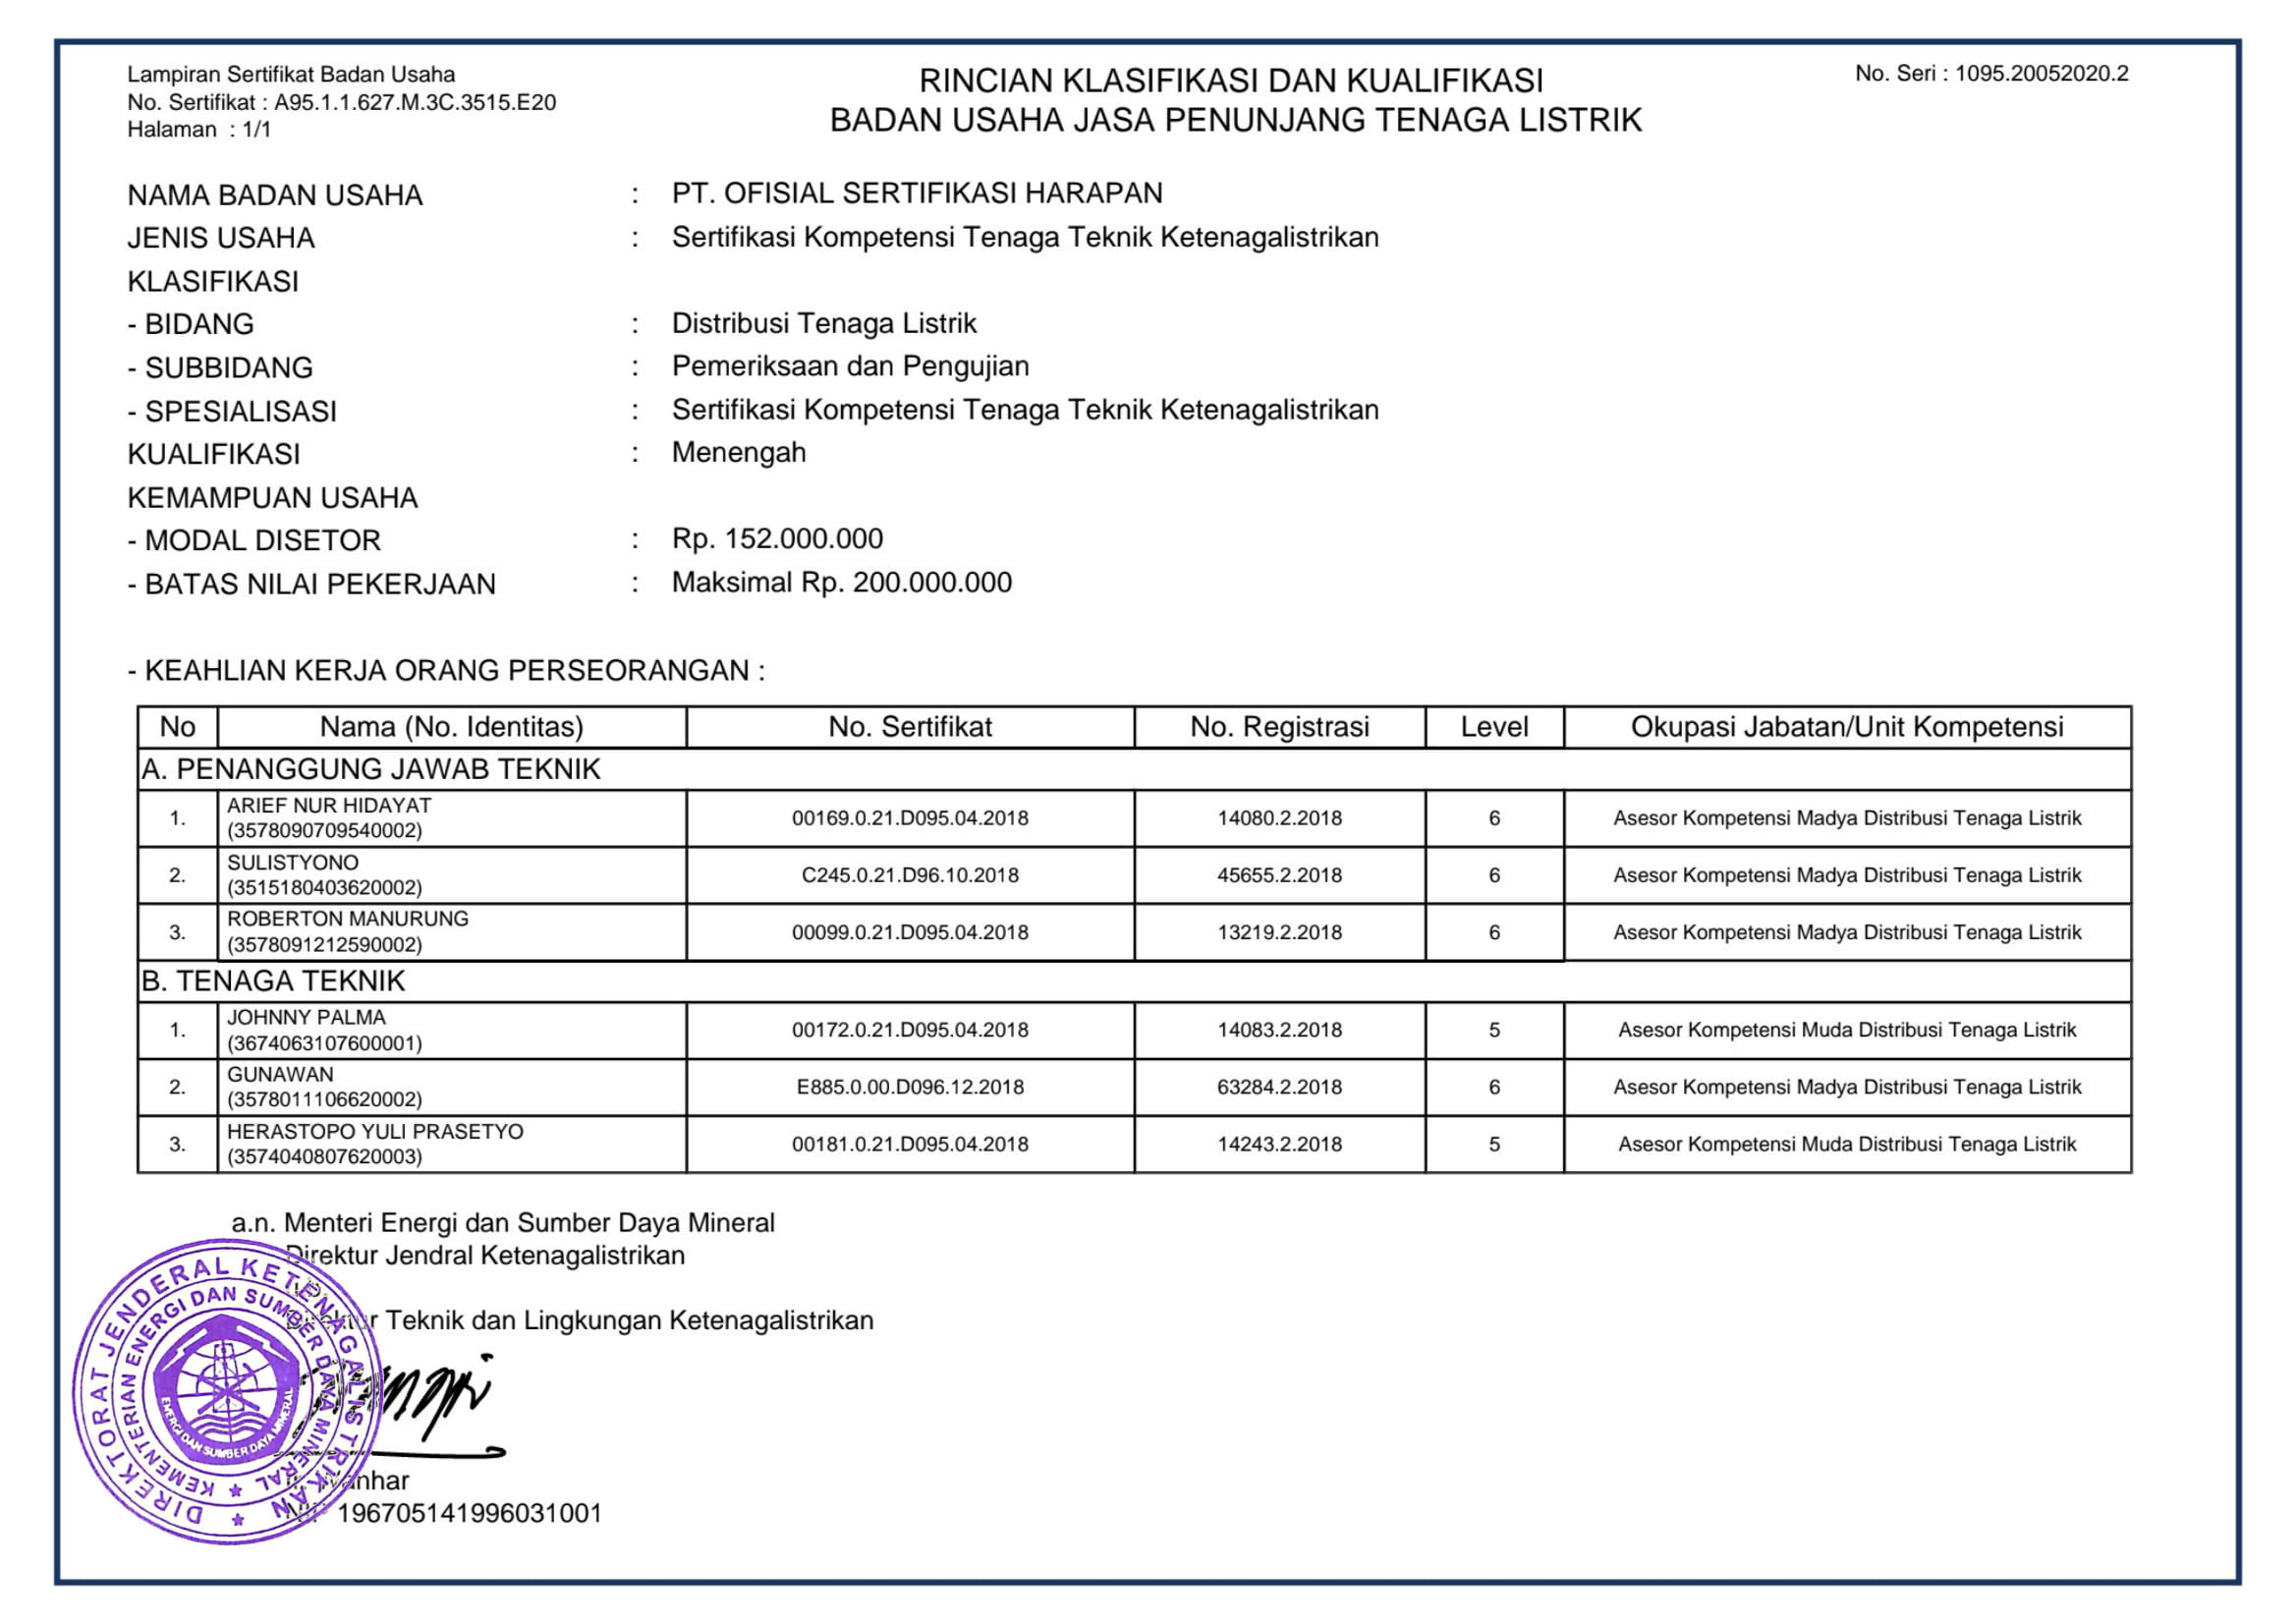 Lampiran Sertifikat Badan Usaha
No. Sertifikat : A95.1.1.627.M.3C.3515.E20
Halaman : 1/1
RINCIAN KLASIFIKASI DAN KUALIFIKASI
BADAN USAHA JASA PENUNJANG TENAGA LISTRIK
No. Seri : 1095.20052020.2
NAMA BADAN USAHA : PT. OFISIAL SERTIFIKASI HARAPAN
JENIS USAHA : Sertifikasi Kompetensi Tenaga Teknik Ketenagalistrikan
KLASIFIKASI
- BIDANG : Distribusi Tenaga Listrik
- SUBBIDANG : Pemeriksaan dan Pengujian
- SPESIALISASI : Sertifikasi Kompetensi Tenaga Teknik Ketenagalistrikan
KUALIFIKASI : Menengah
KEMAMPUAN USAHA
- MODAL DISETOR : Rp. 152.000.000
- BATAS NILAI PEKERJAAN : Maksimal Rp. 200.000.000
- KEAHLIAN KERJA ORANG PERSEORANGAN :
No Nama (No. Identitas) No. Sertifikat No. Registrasi Level Okupasi Jabatan/Unit Kompetensi
A. PENANGGUNG JAWAB TEKNIK
1. ARIEF NUR HIDAYAT 00169.0.21.D095.04.2018 14080.2.2018 6 Asesor Kompetensi Madya Distribusi Tenaga Listrik
(3578090709540002)
2. SULISTYONO C245.0.21.D96.10.2018 45655.2.2018 6 Asesor Kompetensi Madya Distribusi Tenaga Listrik
(3515180403620002)
3. ROBERTON MANURUNG 00099.0.21.D095.04.2018 13219.2.2018 6 Asesor Kompetensi Madya Distribusi Tenaga Listrik
(3578091212590002)
B. TENAGA TEKNIK
1. JOHNNY PALMA 00172.0.21.D095.04.2018 14083.2.2018 5 Asesor Kompetensi Muda Distribusi Tenaga Listrik
(3674063107600001)
2. GUNAWAN E885.0.00.D096.12.2018 63284.2.2018 6 Asesor Kompetensi Madya Distribusi Tenaga Listrik
(3578011106620002)
3. HERASTOPO YULI PRASETYO 00181.0.21.D095.04.2018 14243.2.2018 5 Asesor Kompetensi Muda Distribusi Tenaga Listrik
(3574040807620003)
a.n. Menteri Energi dan Sumber Daya Mineral
Direktur Jendral Ketenagalistrikan
Direktur Teknik dan Lingkungan Ketenagalistrikan
DIREKTORAT JENDERAL KETENAGALISTRIKAN
KEMENTERIAN ENERGI DAN SUMBER DAYA MINERAL
ENERGI DAN SUMBER DAYA MINERAL
Wanhar
NIP 196705141996031001